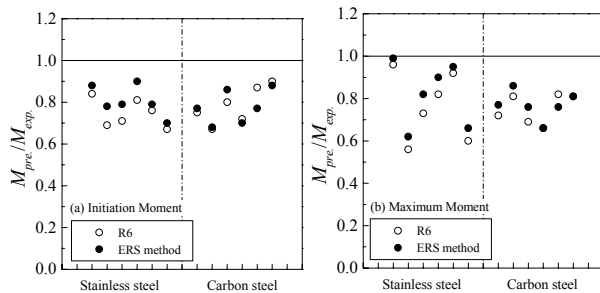 1.2
1.0
0.8
0.6
0.4
0.2
0.0
M_pre./M_exp.
(a) Initiation Moment
R6
ERS method
Stainless steel Carbon steel
1.2
1.0
0.8
0.6
0.4
0.2
0.0
M_pre./M_exp.
(b) Maximum Moment
R6
ERS method
Stainless steel Carbon steel